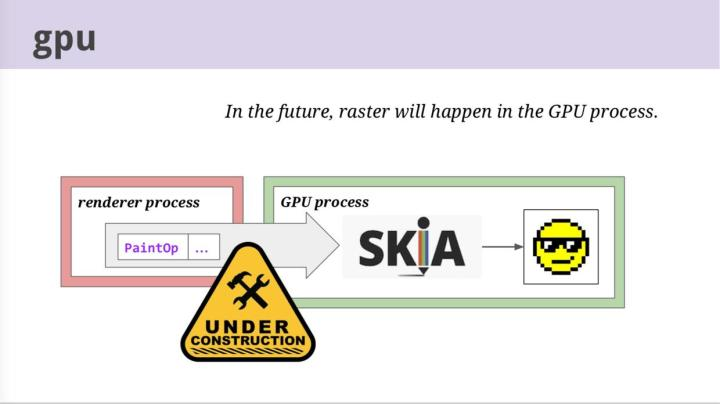 gpu
In the future, raster will happen in the GPU process.
renderer process
GPU process
PaintOp ...
SKiA
UNDER
CONSTRUCTION